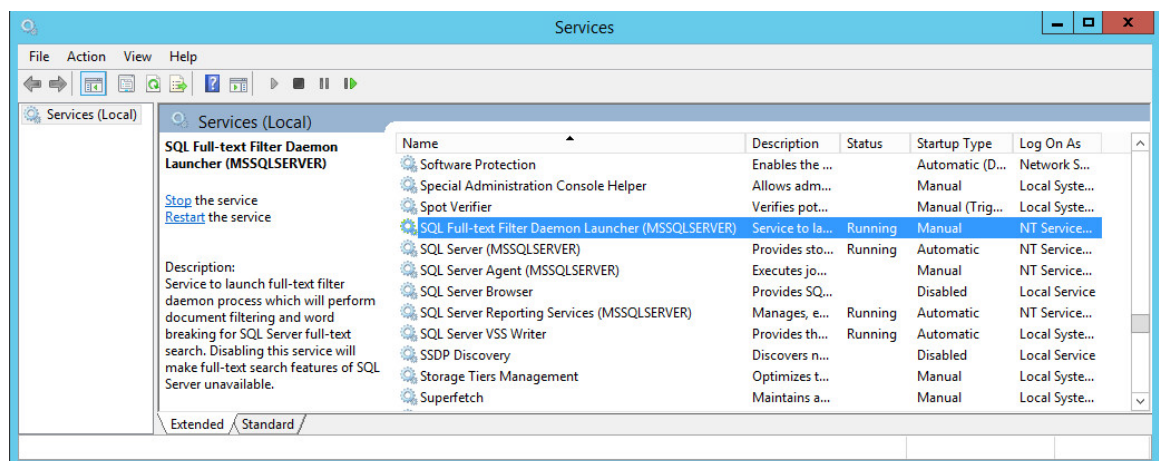 Services
File Action View Help
Services (Local)
Services (Local)
SQL Full-text Filter Daemon
Launcher (MSSQLSERVER)
Stop the service
Restart the service
Description:
Service to launch full-text filter
daemon process which will perform
document filtering and word
breaking for SQL Server full-text
search. Disabling this service will
make full-text search features of SQL
Server unavailable.
Name Description Status Startup Type Log On As
Software Protection Enables the ... Automatic (D... Network S...
Special Administration Console Helper Allows adm... Manual Local Syste...
Spot Verifier Verifies pot... Manual (Trig... Local Syste...
SQL Full-text Filter Daemon Launcher (MSSQLSERVER) Service to la... Running Manual NT Service...
SQL Server (MSSQLSERVER) Provides sto... Running Automatic NT Service...
SQL Server Agent (MSSQLSERVER) Executes jo... Manual NT Service...
SQL Server Browser Provides SQ... Disabled Local Service
SQL Server Reporting Services (MSSQLSERVER) Manages, e... Running Automatic NT Service...
SQL Server VSS Writer Provides th... Running Automatic Local Syste...
SSDP Discovery Discovers n... Disabled Local Service
Storage Tiers Management Optimizes t... Manual Local Syste...
Superfetch Maintains a... Manual Local Syste...
Extended Standard